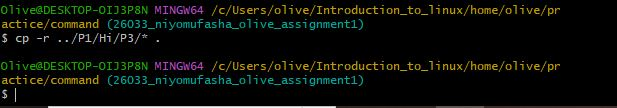 Olive@DESKTOP-OIJ3P8N MINGW64 /c/Users/olive/Introduction_to_linux/home/olive/pr
actice/command (26033_niyomufasha_olive_assignment1)
$ cp -r ../P1/Hi/P3/* .
Olive@DESKTOP-OIJ3P8N MINGW64 /c/Users/olive/Introduction_to_linux/home/olive/pr
actice/command (26033_niyomufasha_olive_assignment1)
$